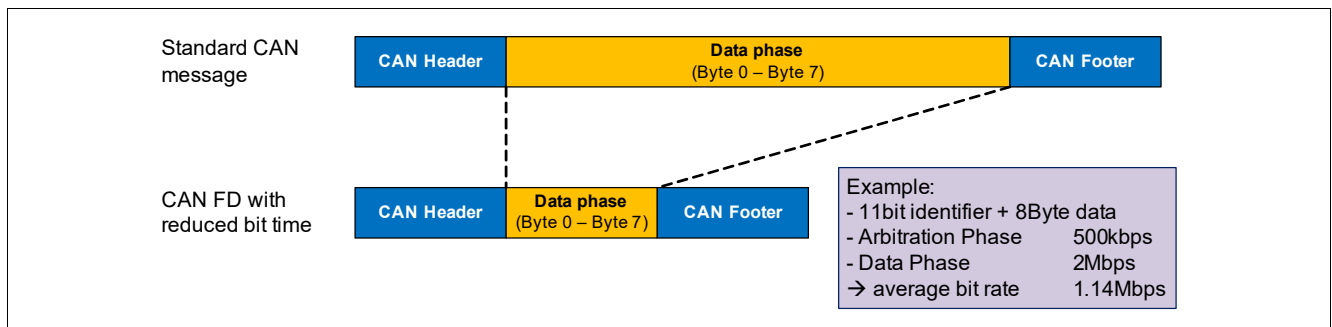 Standard CAN
message
CAN Header
Data phase
(Byte 0 – Byte 7)
CAN Footer
CAN FD with
reduced bit time
CAN Header
Data phase
(Byte 0 – Byte 7)
CAN Footer
Example:
- 11bit identifier + 8Byte data
- Arbitration Phase 500kbps
- Data Phase 2Mbps
→ average bit rate 1.14Mbps